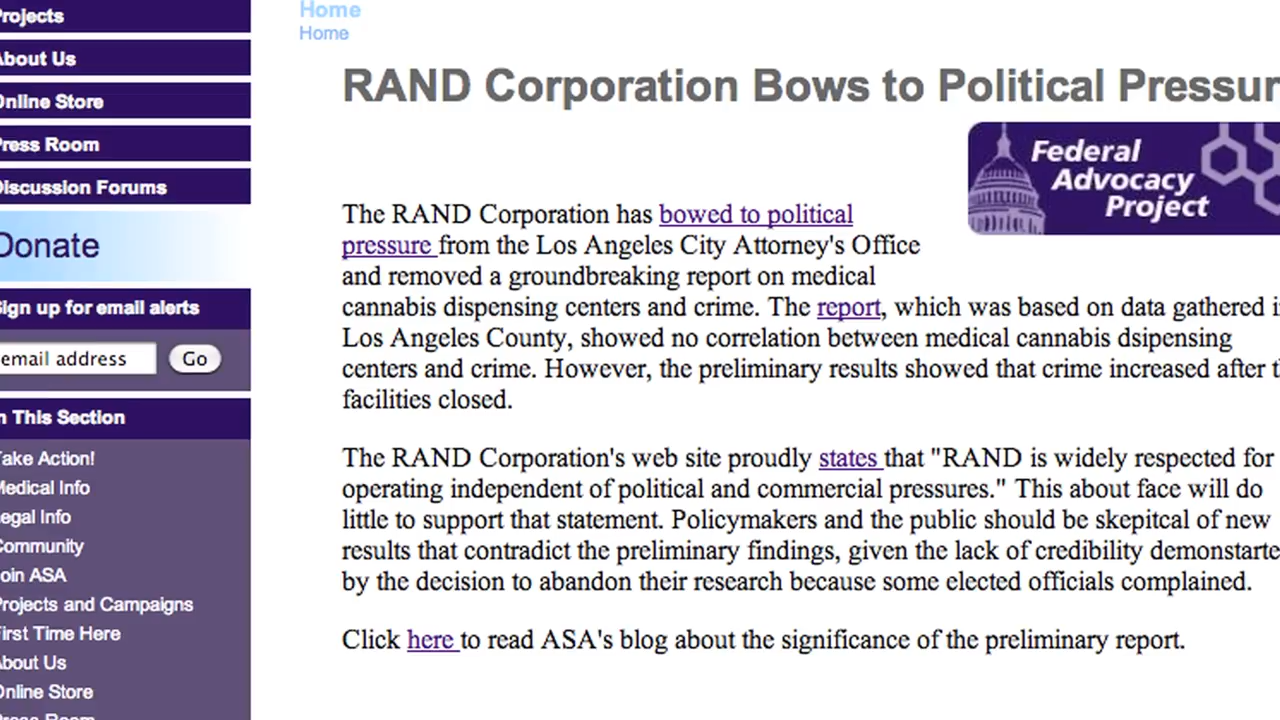 Projects
About Us
Online Store
Press Room
Discussion Forums
Donate
Sign up for email alerts
email address
Go
In This Section
Take Action!
Medical Info
Legal Info
Community
Join ASA
Projects and Campaigns
First Time Here
About Us
Online Store
Press Room
Home
Home
RAND Corporation Bows to Political Pressur
Federal
Advocacy
Project
The RAND Corporation has bowed to political
pressure from the Los Angeles City Attorney's Office
and removed a groundbreaking report on medical
cannabis dispensing centers and crime. The report, which was based on data gathered i
Los Angeles County, showed no correlation between medical cannabis dsipensing
centers and crime. However, the preliminary results showed that crime increased after t
facilities closed.
The RAND Corporation's web site proudly states that "RAND is widely respected for
operating independent of political and commercial pressures." This about face will do
little to support that statement. Policymakers and the public should be skepitcal of new
results that contradict the preliminary findings, given the lack of credibility demonstarte
by the decision to abandon their research because some elected officials complained.
Click here to read ASA's blog about the significance of the preliminary report.